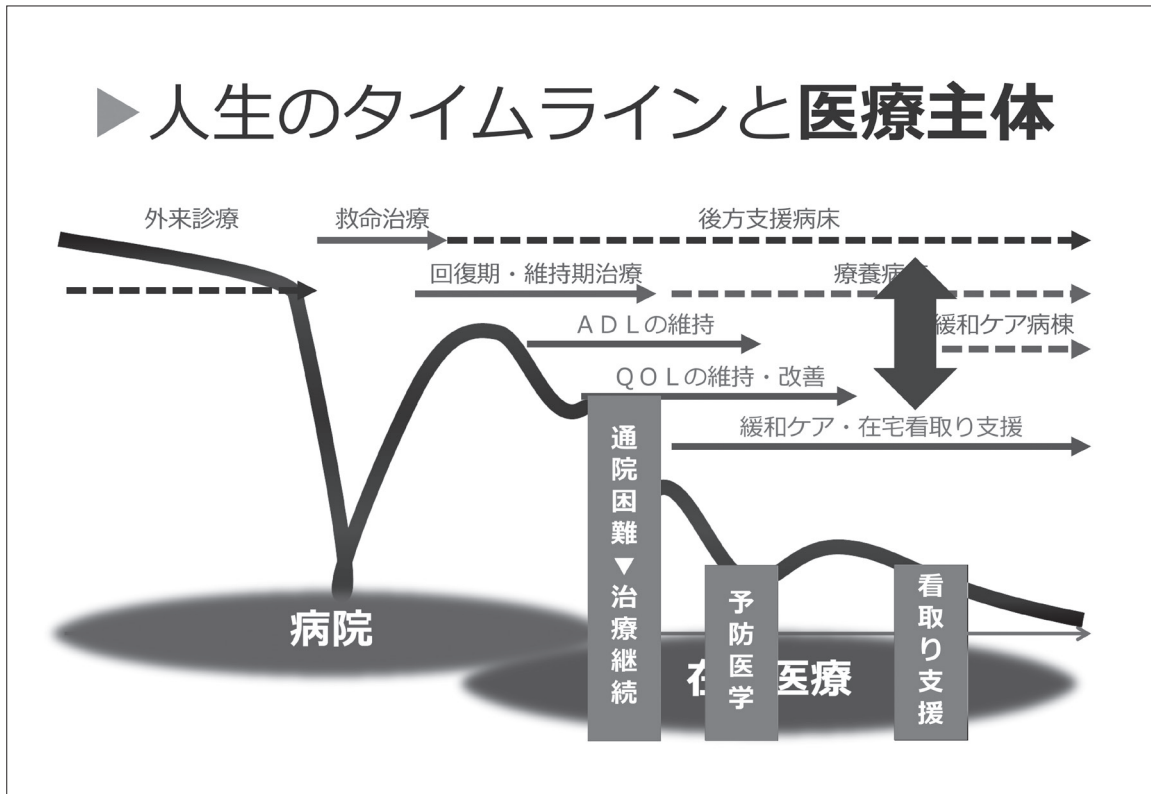 人生のタイムラインと医療主体
外来診療
救命治療
後方支援病床
回復期・維持期治療
療養病
ADLの維持
緩和ケア病棟
QOLの維持・改善
緩和ケア・在宅看取り支援
通院困難▼治療継続
予防医学
看取り支援
病院
在 医療